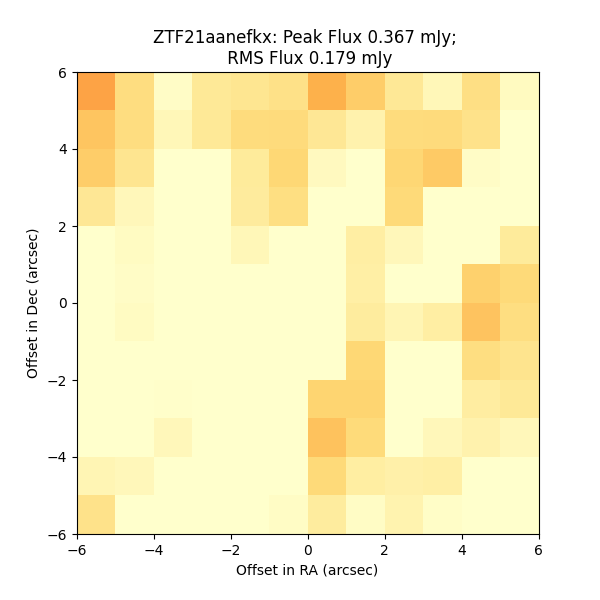 ZTF21aanefkx: Peak Flux 0.367 mJy;
RMS Flux 0.179 mJy
6
4
2
0
−2
−4
−6
Offset in Dec (arcsec)
−6 −4 −2 0 2 4 6
Offset in RA (arcsec)